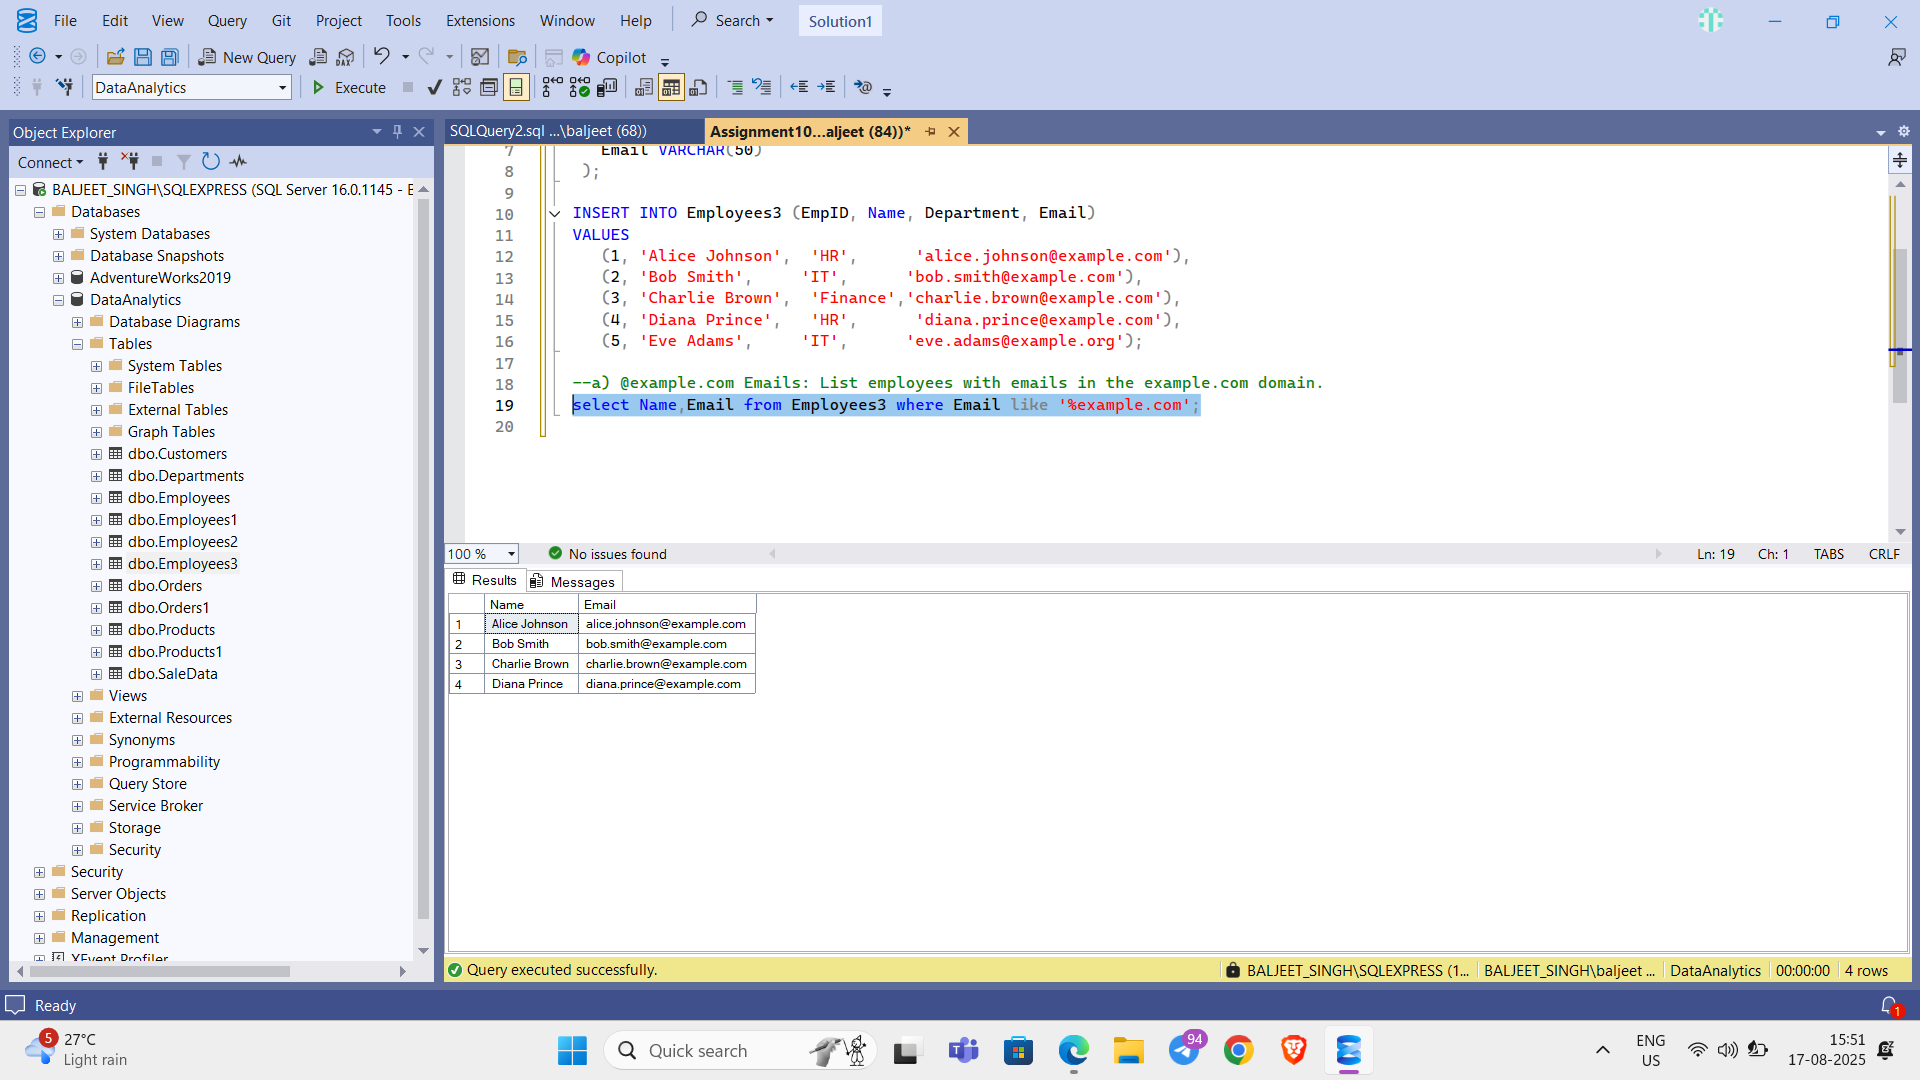 File Edit View Query Git Project Tools Extensions Window Help Search Solution1
New Query DAX Copilot
DataAnalytics Execute
Object Explorer
Connect
BALJEET_SINGH\SQLEXPRESS (SQL Server 16.0.1145 - E
Databases
System Databases
Database Snapshots
AdventureWorks2019
DataAnalytics
Database Diagrams
Tables
System Tables
FileTables
External Tables
Graph Tables
dbo.Customers
dbo.Departments
dbo.Employees
dbo.Employees1
dbo.Employees2
dbo.Employees3
dbo.Orders
dbo.Orders1
dbo.Products
dbo.Products1
dbo.SaleData
Views
External Resources
Synonyms
Programmability
Query Store
Service Broker
Storage
Security
Security
Server Objects
Replication
Management
XEvent Profiler
SQLQuery2.sql ...\baljeet (68)) Assignment10...aljeet (84))*
7 Email VARCHAR(50)
8 );
9
10 INSERT INTO Employees3 (EmpID, Name, Department, Email)
11 VALUES
12 (1, 'Alice Johnson', 'HR', 'alice.johnson@example.com'),
13 (2, 'Bob Smith', 'IT', 'bob.smith@example.com'),
14 (3, 'Charlie Brown', 'Finance','charlie.brown@example.com'),
15 (4, 'Diana Prince', 'HR', 'diana.prince@example.com'),
16 (5, 'Eve Adams', 'IT', 'eve.adams@example.org');
17
18 --a) @example.com Emails: List employees with emails in the example.com domain.
19 select Name,Email from Employees3 where Email like '%example.com';
20
100 % No issues found Ln: 19 Ch: 1 TABS CRLF
Results Messages
Name Email
1 Alice Johnson alice.johnson@example.com
2 Bob Smith bob.smith@example.com
3 Charlie Brown charlie.brown@example.com
4 Diana Prince diana.prince@example.com
Query executed successfully. BALJEET_SINGH\SQLEXPRESS (1... BALJEET_SINGH\baljeet ... DataAnalytics 00:00:00 4 rows
Ready 1
5 27°C
Light rain
Quick search
94
ENG
US
15:51
17-08-2025